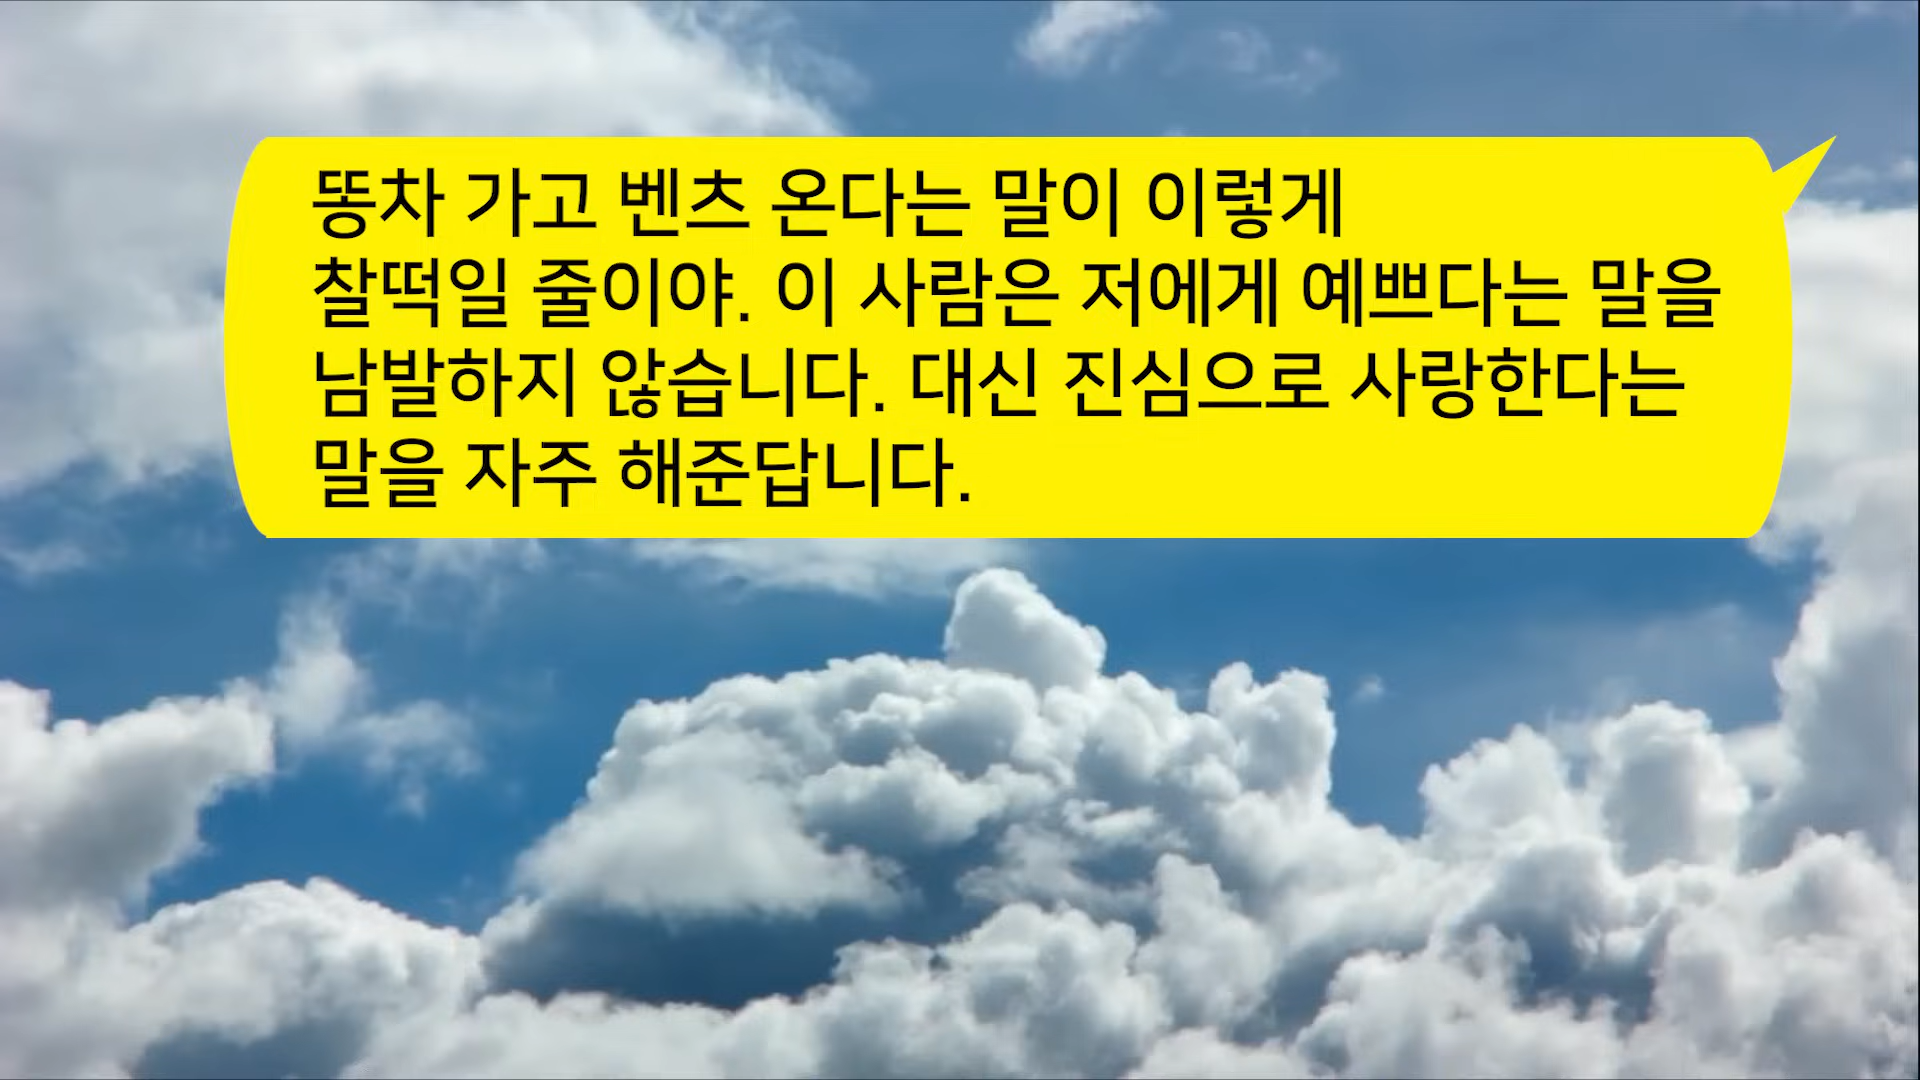 똥차 가고 벤츠 온다는 말이 이렇게
찰떡일 줄이야. 이 사람은 저에게 예쁘다는 말을
남발하지 않습니다. 대신 진심으로 사랑한다는
말을 자주 해준답니다.